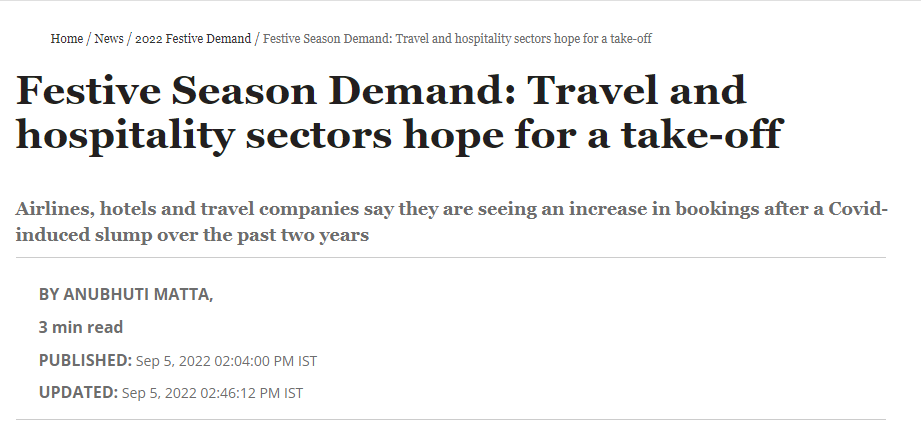 Home / News / 2022 Festive Demand / Festive Season Demand: Travel and hospitality sectors hope for a take-off
Festive Season Demand: Travel and
hospitality sectors hope for a take-off
Airlines, hotels and travel companies say they are seeing an increase in bookings after a Covid-
induced slump over the past two years
BY ANUBHUTI MATTA,
3 min read
PUBLISHED: Sep 5, 2022 02:04:00 PM IST
UPDATED: Sep 5, 2022 02:46:12 PM IST